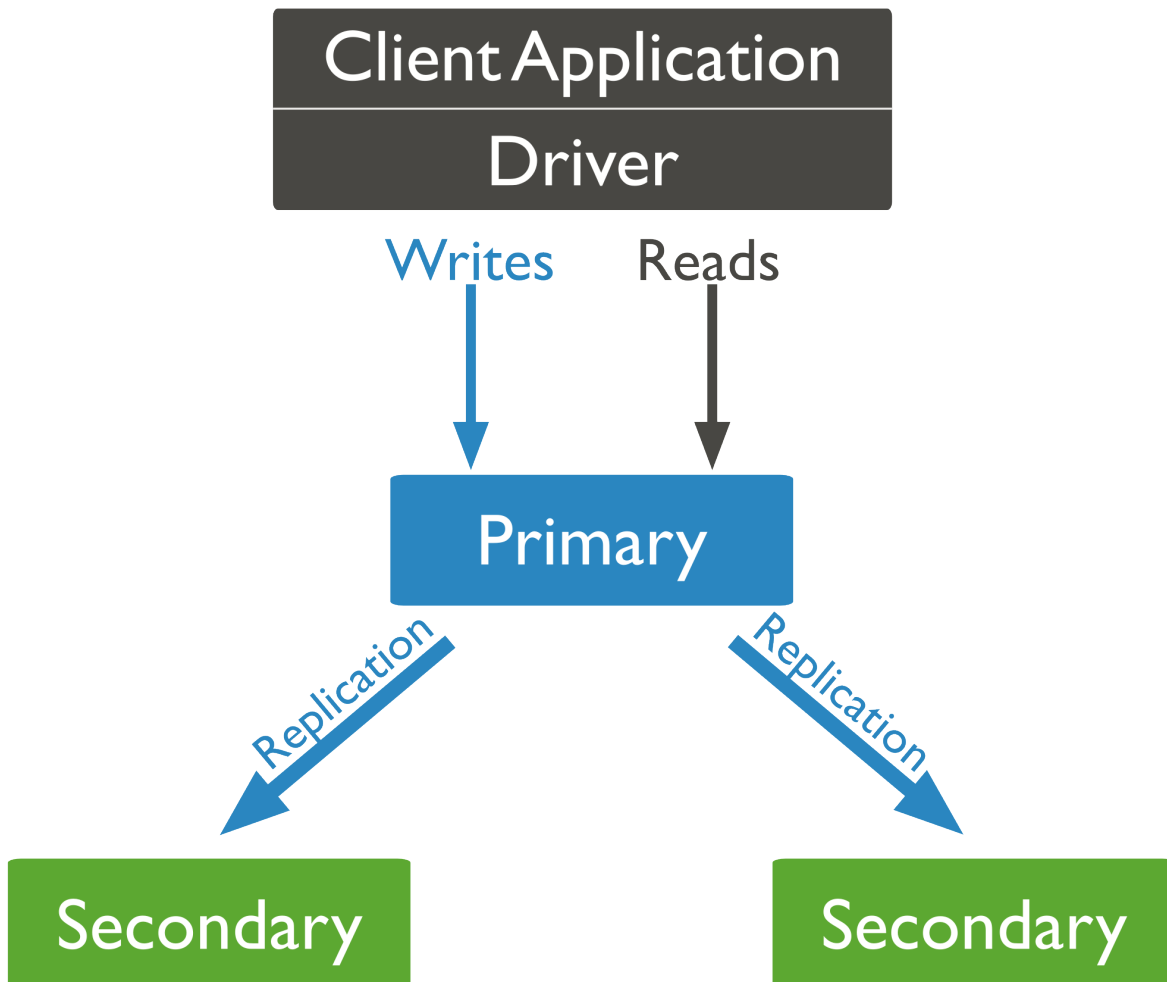 Client Application
Driver
Writes
Reads
Primary
Replication
Replication
Secondary
Secondary